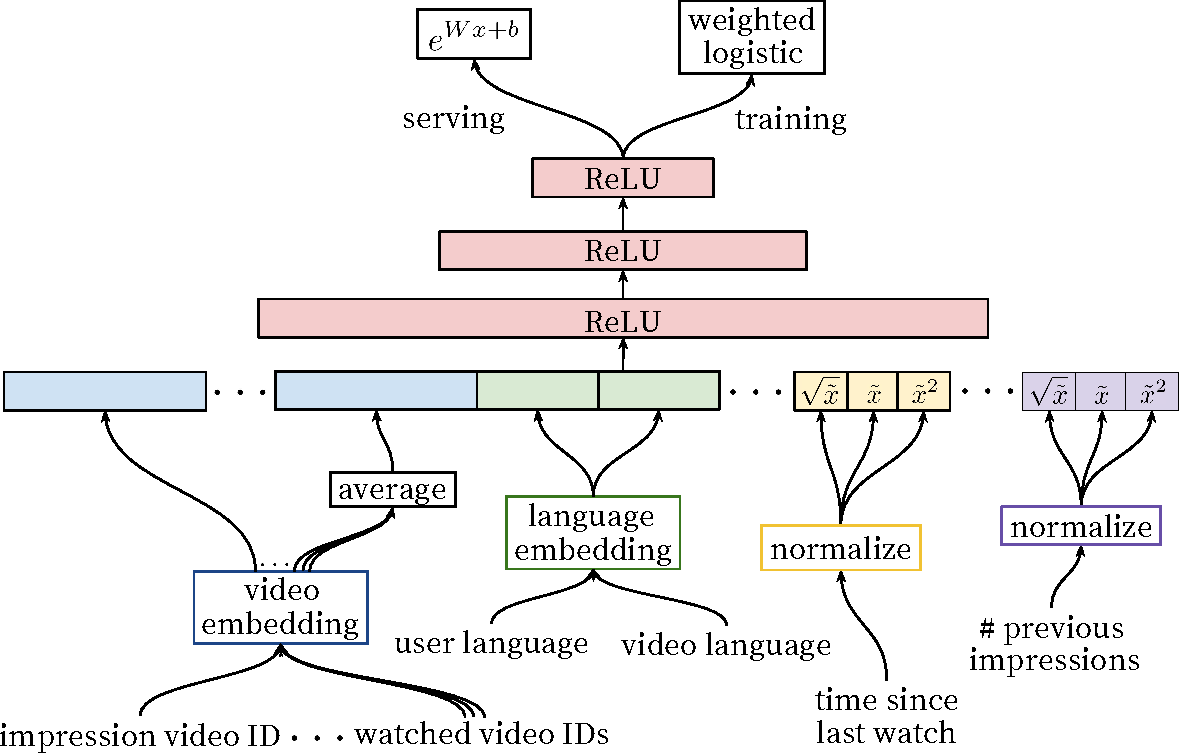 $e^{Wx+b}$
weighted
logistic
serving
training
ReLU
ReLU
ReLU
· · ·
· · ·
$\sqrt{\tilde{x}}$ $\tilde{x}$ $\tilde{x}^2$
· · ·
$\sqrt{\tilde{x}}$ $\tilde{x}$ $\tilde{x}^2$
average
language
embedding
normalize
normalize
· · ·
video
embedding
user language
video language
# previous
impressions
time since
last watch
impression video ID · · · watched video IDs